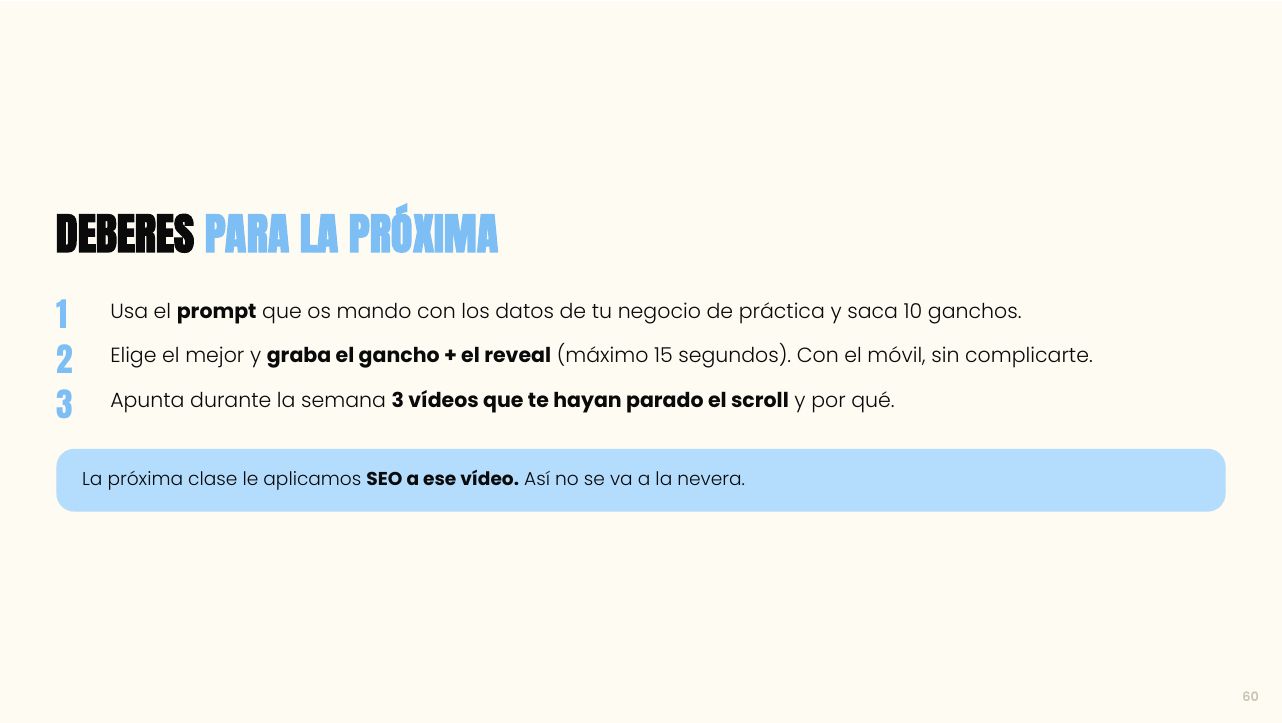 DEBERES PARA LA PRÓXIMA
1 Usa el prompt que os mando con los datos de tu negocio de práctica y saca 10 ganchos.
2 Elige el mejor y graba el gancho + el reveal (máximo 15 segundos). Con el móvil, sin complicarte.
3 Apunta durante la semana 3 vídeos que te hayan parado el scroll y por qué.
La próxima clase le aplicamos SEO a ese vídeo. Así no se va a la nevera.
60